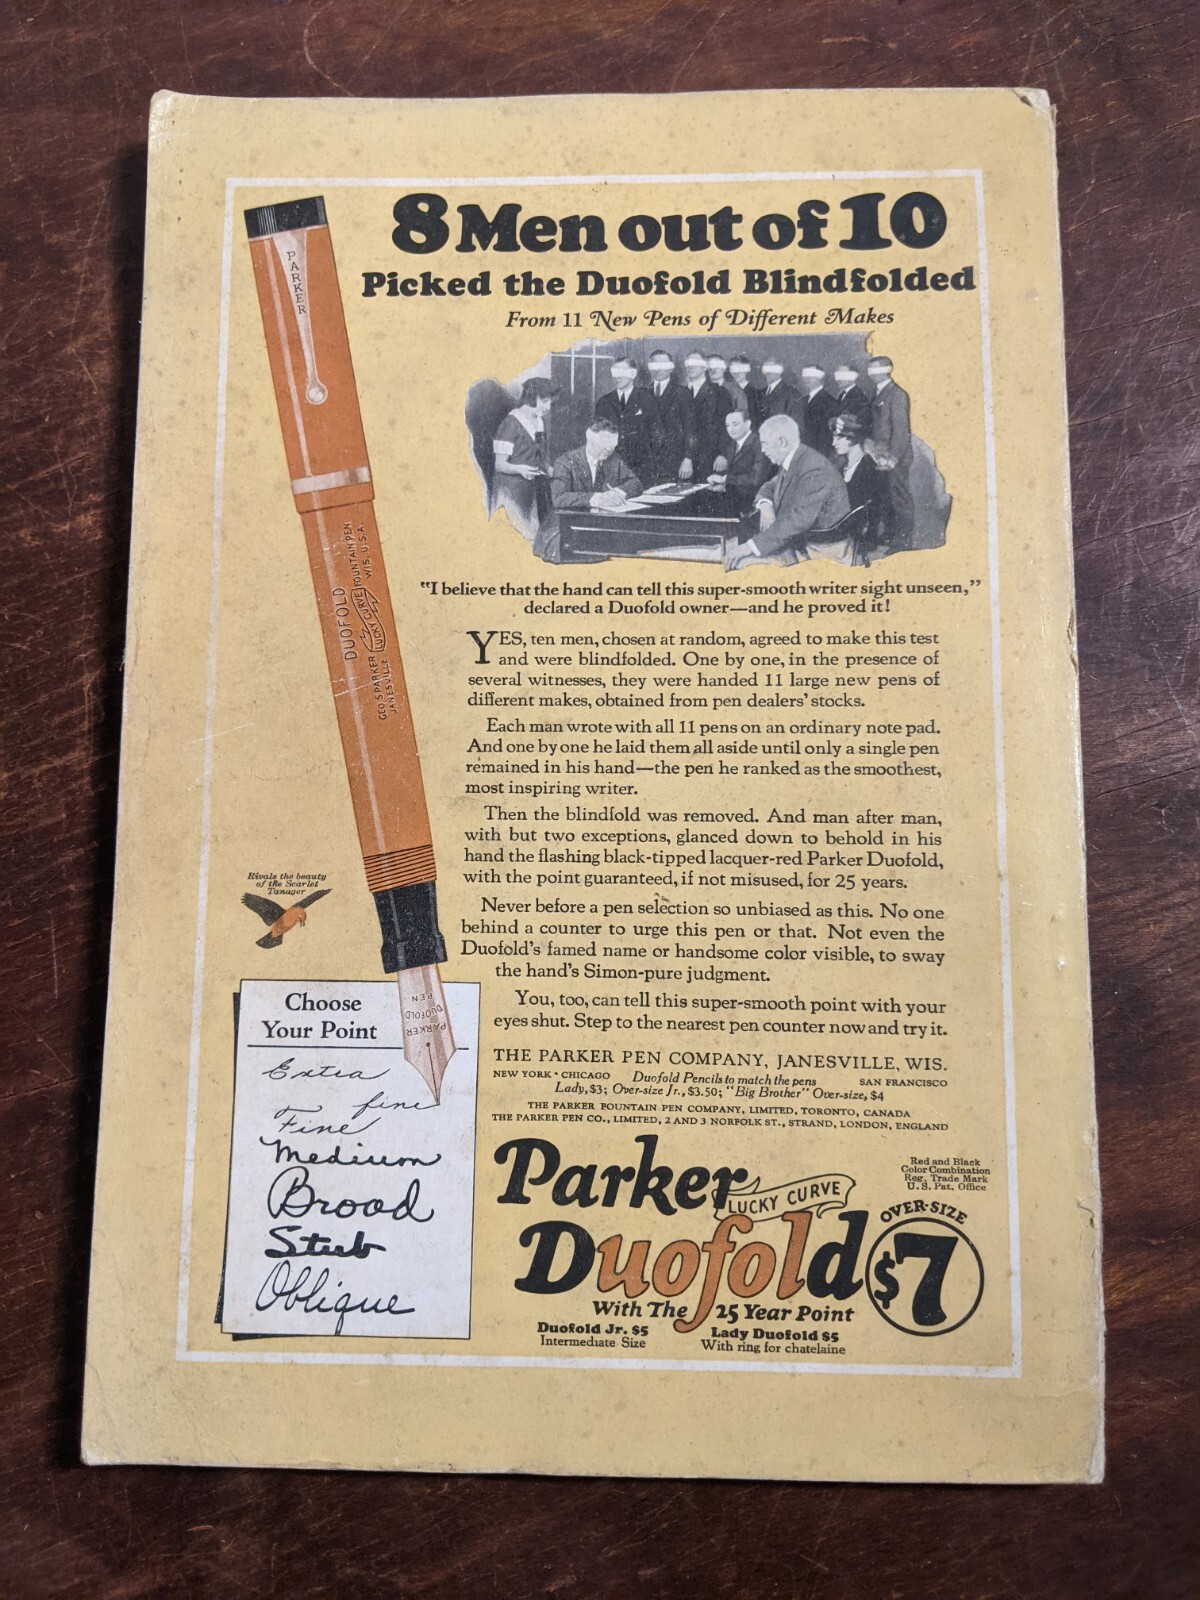 8 Men out of 10
Picked the Duofold Blindfolded
From 11 New Pens of Different Makes
PARKER
DUOFOLD
GEO S PARKER LUCKY CURVE FOUNTAIN PEN
JANESVILLE WIS. U.S.A.
"I believe that the hand can tell this super-smooth writer sight unseen,"
declared a Duofold owner—and he proved it!
YES, ten men, chosen at random, agreed to make this test
and were blindfolded. One by one, in the presence of
several witnesses, they were handed 11 large new pens of
different makes, obtained from pen dealers' stocks.
Each man wrote with all 11 pens on an ordinary note pad.
And one by one he laid them all aside until only a single pen
remained in his hand—the pen he ranked as the smoothest,
most inspiring writer.
Then the blindfold was removed. And man after man,
with but two exceptions, glanced down to behold in his
hand the flashing black-tipped lacquer-red Parker Duofold,
with the point guaranteed, if not misused, for 25 years.
Never before a pen selection so unbiased as this. No one
behind a counter to urge this pen or that. Not even the
Duofold's famed name or handsome color visible, to sway
the hand's Simon-pure judgment.
You, too, can tell this super-smooth point with your
eyes shut. Step to the nearest pen counter now and try it.
THE PARKER PEN COMPANY, JANESVILLE, WIS.
NEW YORK · CHICAGO Duofold Pencils to match the pens SAN FRANCISCO
Lady, $3; Over-size Jr., $3.50; "Big Brother" Over-size, $4
THE PARKER FOUNTAIN PEN COMPANY, LIMITED, TORONTO, CANADA
THE PARKER PEN CO., LIMITED, 2 AND 3 NORFOLK ST., STRAND, LONDON, ENGLAND
Rivals the beauty
of the Scarlet
Tanager
Choose
Your Point
PARKER
DUOFOLD
PEN
Extra
fine
Fine
Medium
Broad
Stub
Oblique
Parker
LUCKY CURVE
Duofold
With The 25 Year Point
Duofold Jr. $5
Intermediate Size
Lady Duofold $5
With ring for chatelaine
Red and Black
Color Combination
Reg. Trade Mark
U.S. Pat. Office
OVER-SIZE
$7